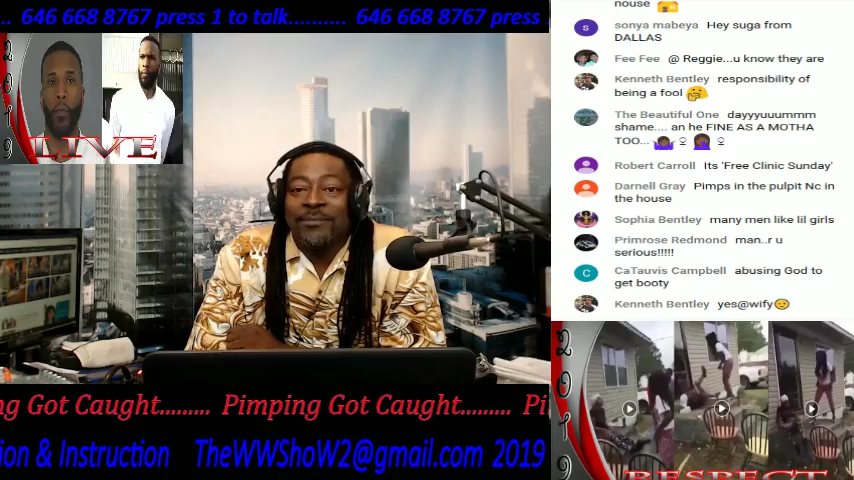 .. 646 668 8767 press 1 to talk.......... 646 668 8767 press
2019
LIVE
house
sonya mabeya Hey suga from
DALLAS
Fee Fee @ Reggie...u know they are
Kenneth Bentley responsibility of
being a fool
The Beautiful One dayyyuuummm
shame.... an he FINE AS A MOTHA
TOO...
Robert Carroll Its 'Free Clinic Sunday'
Darnell Gray Pimps in the pulpit Nc in
the house
Sophia Bentley many men like lil girls
Primrose Redmond man..r u
serious!!!!!
C
CaTauvis Campbell abusing God to
get booty
Kenneth Bentley yes@wify
2019
RESPECT
ng Got Caught......... Pimping Got Caught......... Pi
ion & Instruction TheWWShoW2@gmail.com 2019